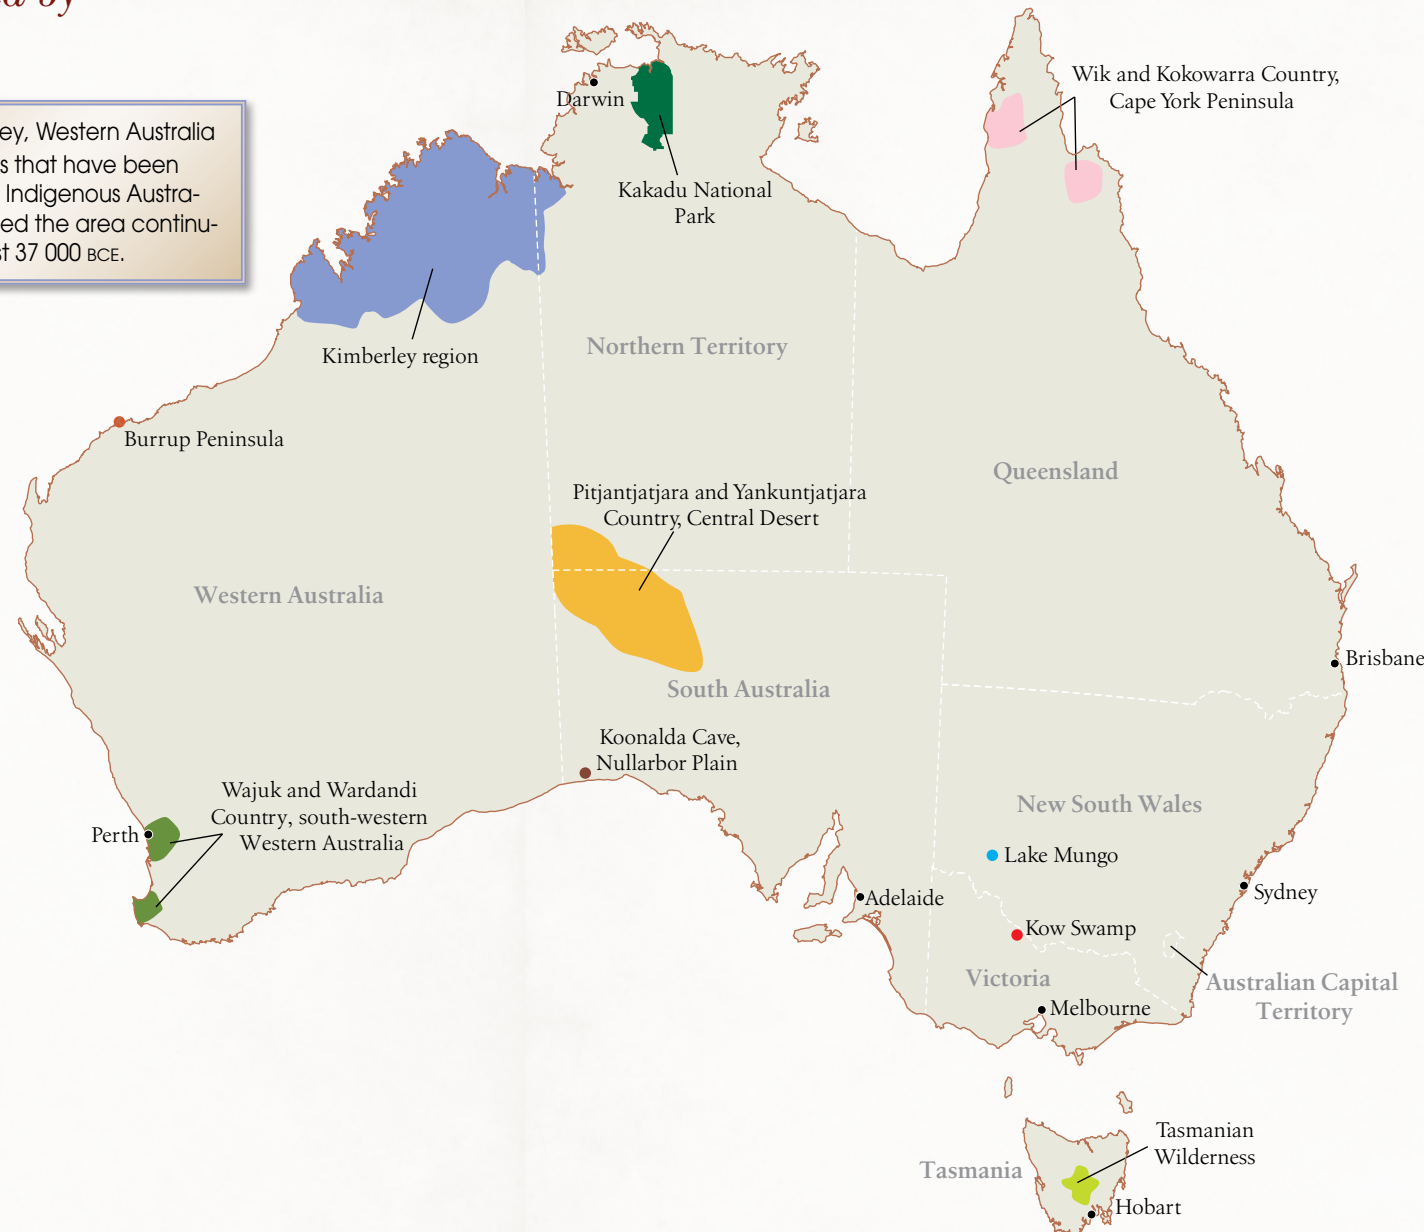 by
ey, Western Australia
s that have been
Indigenous Austra-
ed the area continu-
st 37 000 BCE.
Darwin
Wik and Kokowarra Country,
Cape York Peninsula
Kakadu National
Park
Kimberley region
Northern Territory
Burrup Peninsula
Queensland
Pitjantjatjara and Yankuntjatjara
Country, Central Desert
Western Australia
Brisbane
South Australia
Koonalda Cave,
Nullarbor Plain
Wajuk and Wardandi
Country, south-western
Western Australia
Perth
New South Wales
Lake Mungo
Adelaide
Sydney
Kow Swamp
Victoria
Australian Capital
Territory
Melbourne
Tasmanian
Wilderness
Tasmania
Hobart